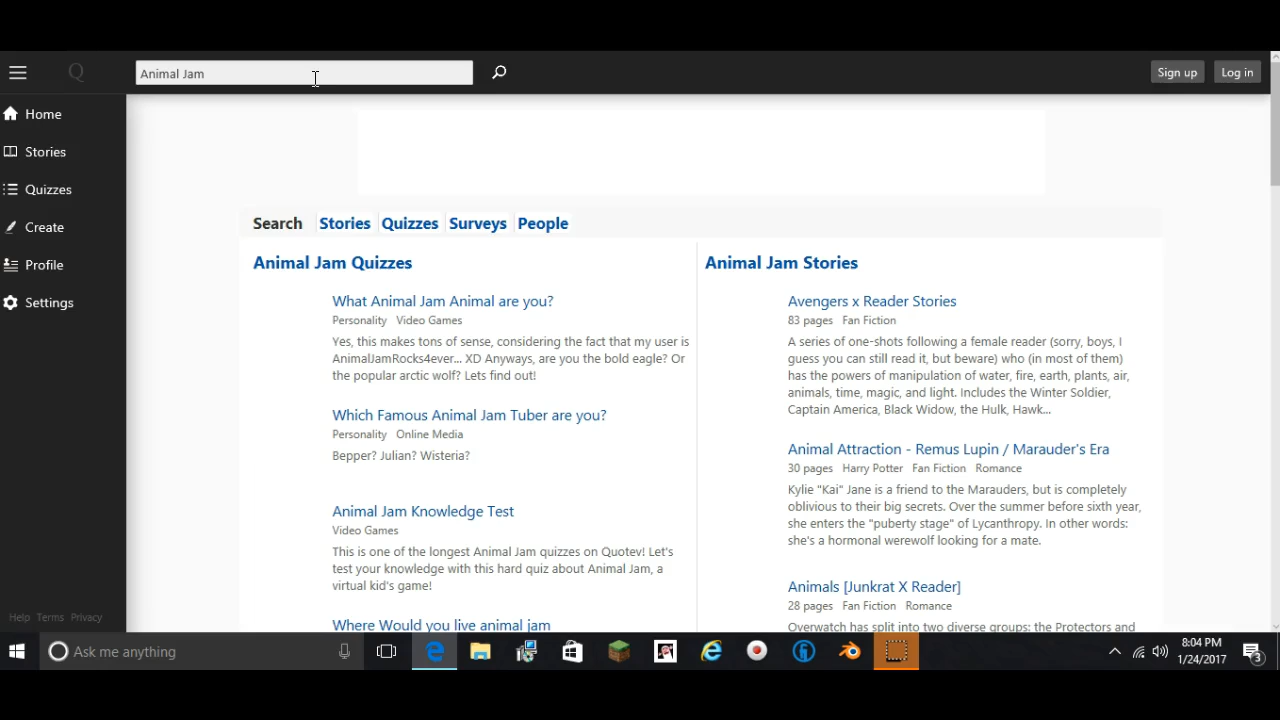 Q
Animal Jam
Sign up
Log in
Home
Stories
Quizzes
Create
Profile
Settings
Help Terms Privacy
Search Stories Quizzes Surveys People
Animal Jam Quizzes
What Animal Jam Animal are you?
Personality Video Games
Yes, this makes tons of sense, considering the fact that my user is
AnimalJamRocks4ever... XD Anyways, are you the bold eagle? Or
the popular arctic wolf? Lets find out!
Which Famous Animal Jam Tuber are you?
Personality Online Media
Bepper? Julian? Wisteria?
Animal Jam Knowledge Test
Video Games
This is one of the longest Animal Jam quizzes on Quotev! Let's
test your knowledge with this hard quiz about Animal Jam, a
virtual kid's game!
Where Would you live animal jam
Animal Jam Stories
Avengers x Reader Stories
83 pages Fan Fiction
A series of one-shots following a female reader (sorry, boys, I
guess you can still read it, but beware) who (in most of them)
has the powers of manipulation of water, fire, earth, plants, air,
animals, time, magic, and light. Includes the Winter Soldier,
Captain America, Black Widow, the Hulk, Hawk...
Animal Attraction - Remus Lupin / Marauder's Era
30 pages Harry Potter Fan Fiction Romance
Kylie "Kai" Jane is a friend to the Marauders, but is completely
oblivious to their big secrets. Over the summer before sixth year,
she enters the "puberty stage" of Lycanthropy. In other words:
she's a hormonal werewolf looking for a mate.
Animals [Junkrat X Reader]
28 pages Fan Fiction Romance
Overwatch has split into two diverse groups: the Protectors and
Ask me anything
8:04 PM
1/24/2017
3